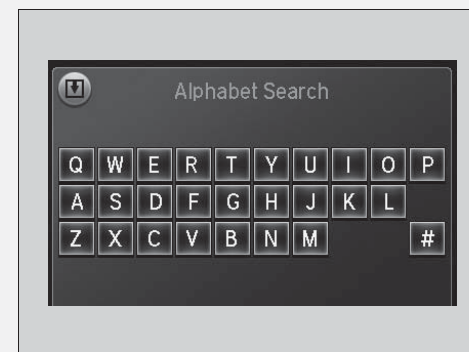 Alphabet Search
Q W E R T Y U I O P
A S D F G H J K L
Z X C V B N M #